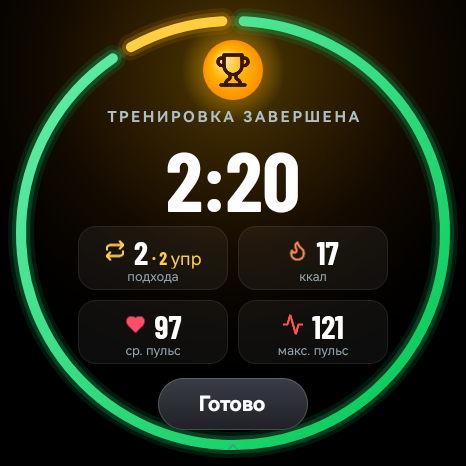 ТРЕНИРОВКА ЗАВЕРШЕНА
2:20
2 · 2 упр
подхода
17
ккал
97
ср. пульс
121
макс. пульс
Готово